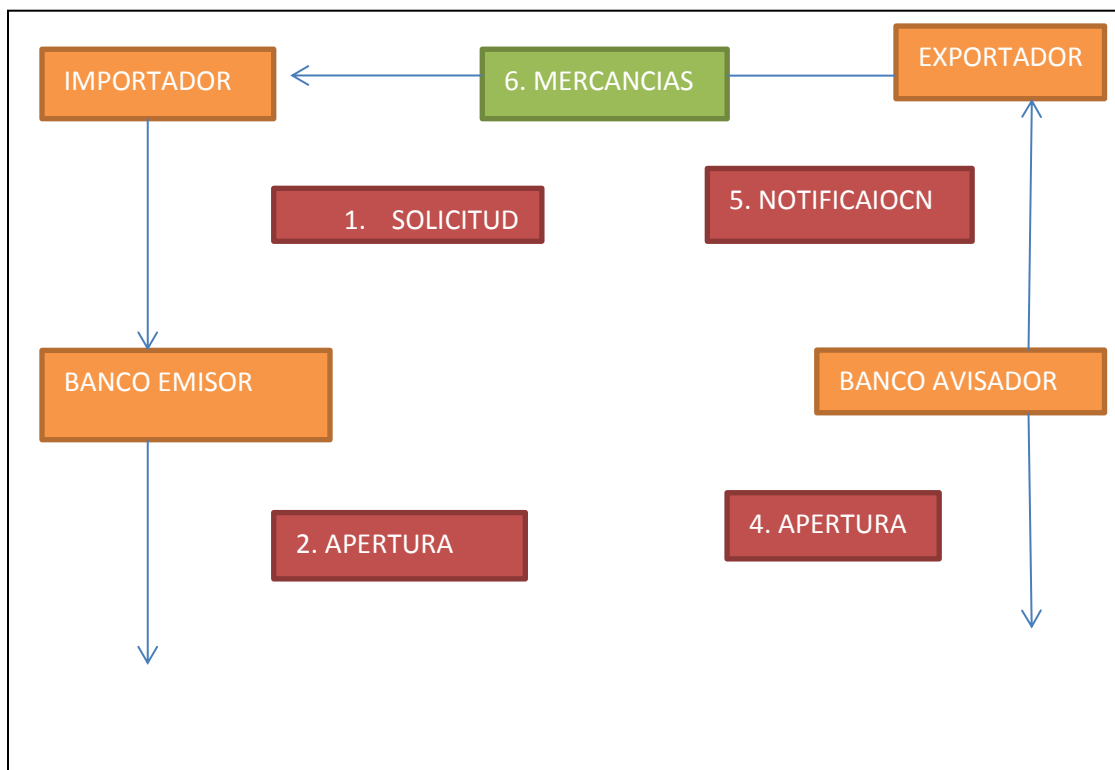 IMPORTADOR
6. MERCANCIAS
EXPORTADOR
1. SOLICITUD
5. NOTIFICAIOCN
BANCO EMISOR
BANCO AVISADOR
2. APERTURA
4. APERTURA